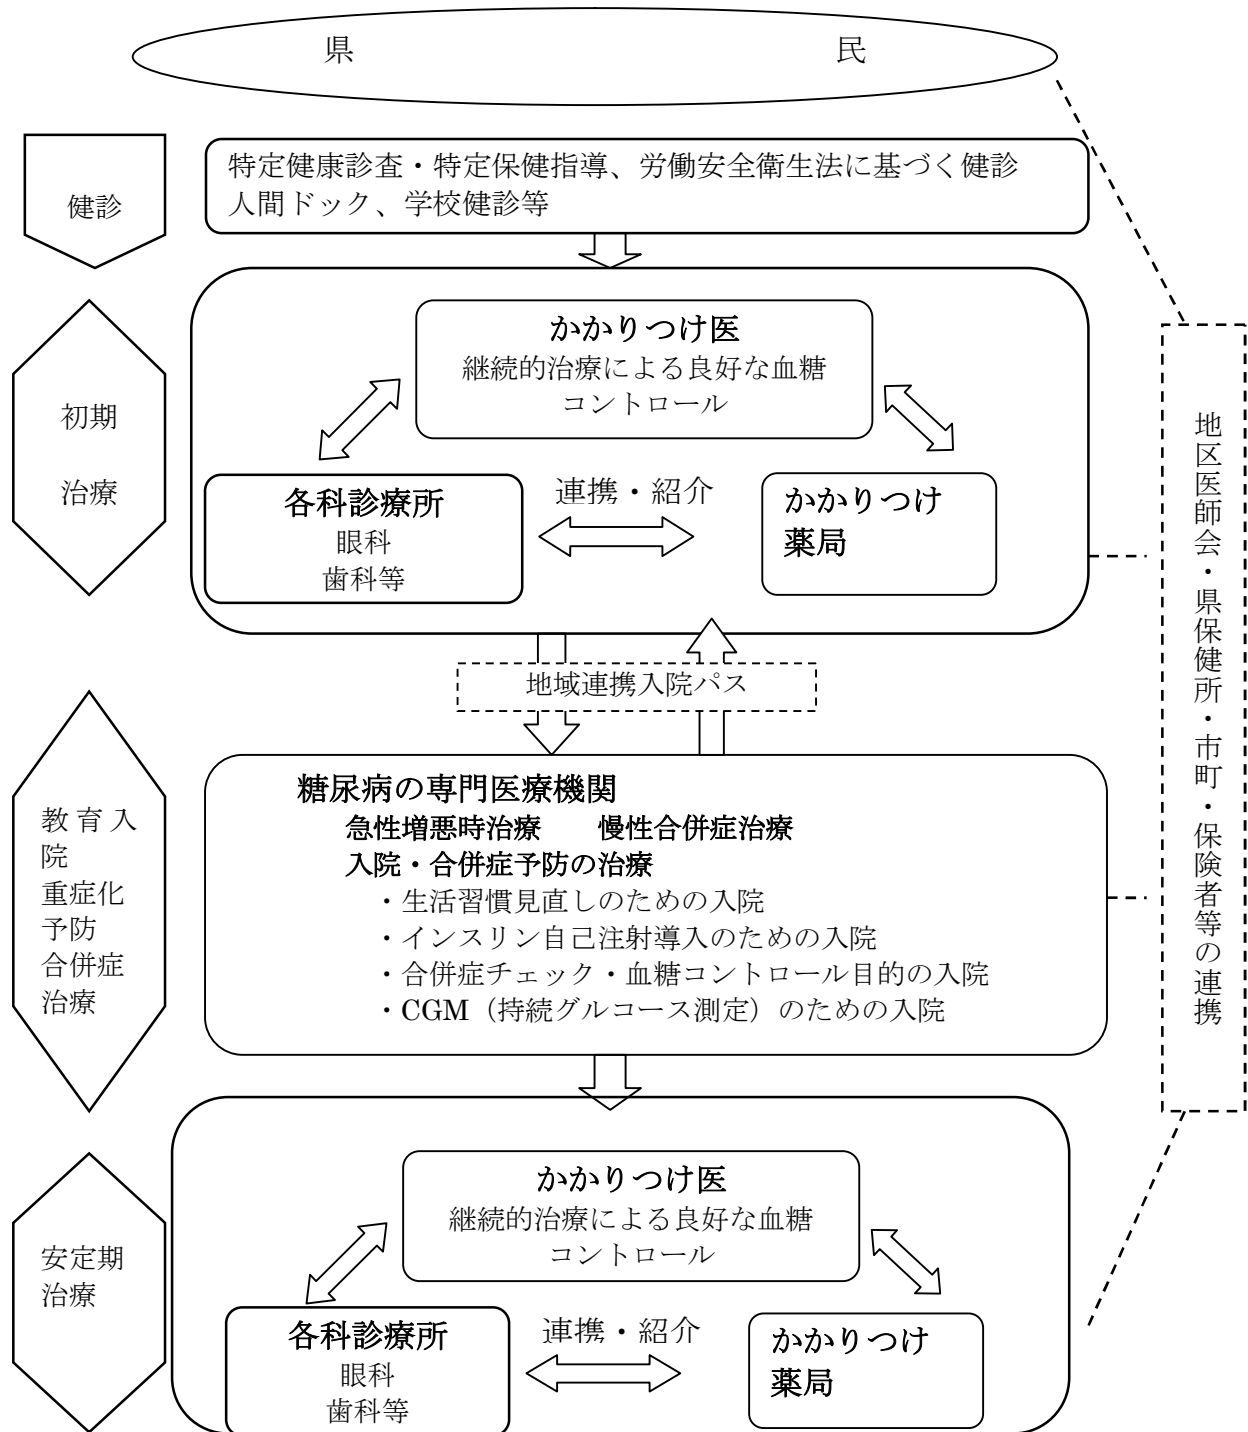 県　民
健診
特定健康診査・特定保健指導、労働安全衛生法に基づく健診
人間ドック、学校健診等
初期
治療
かかりつけ医
継続的治療による良好な血糖
コントロール
各科診療所
眼科
歯科等
連携・紹介
かかりつけ
薬局
地域連携入院パス
教育入
院
重症化
予防
合併症
治療
糖尿病の専門医療機関
急性増悪時治療　慢性合併症治療
入院・合併症予防の治療
・生活習慣見直しのための入院
・インスリン自己注射導入のための入院
・合併症チェック・血糖コントロール目的の入院
・CGM（持続グルコース測定）のための入院
安定期
治療
かかりつけ医
継続的治療による良好な血糖
コントロール
各科診療所
眼科
歯科等
連携・紹介
かかりつけ
薬局
地区医師会・県保健所・市町・保険者等の連携